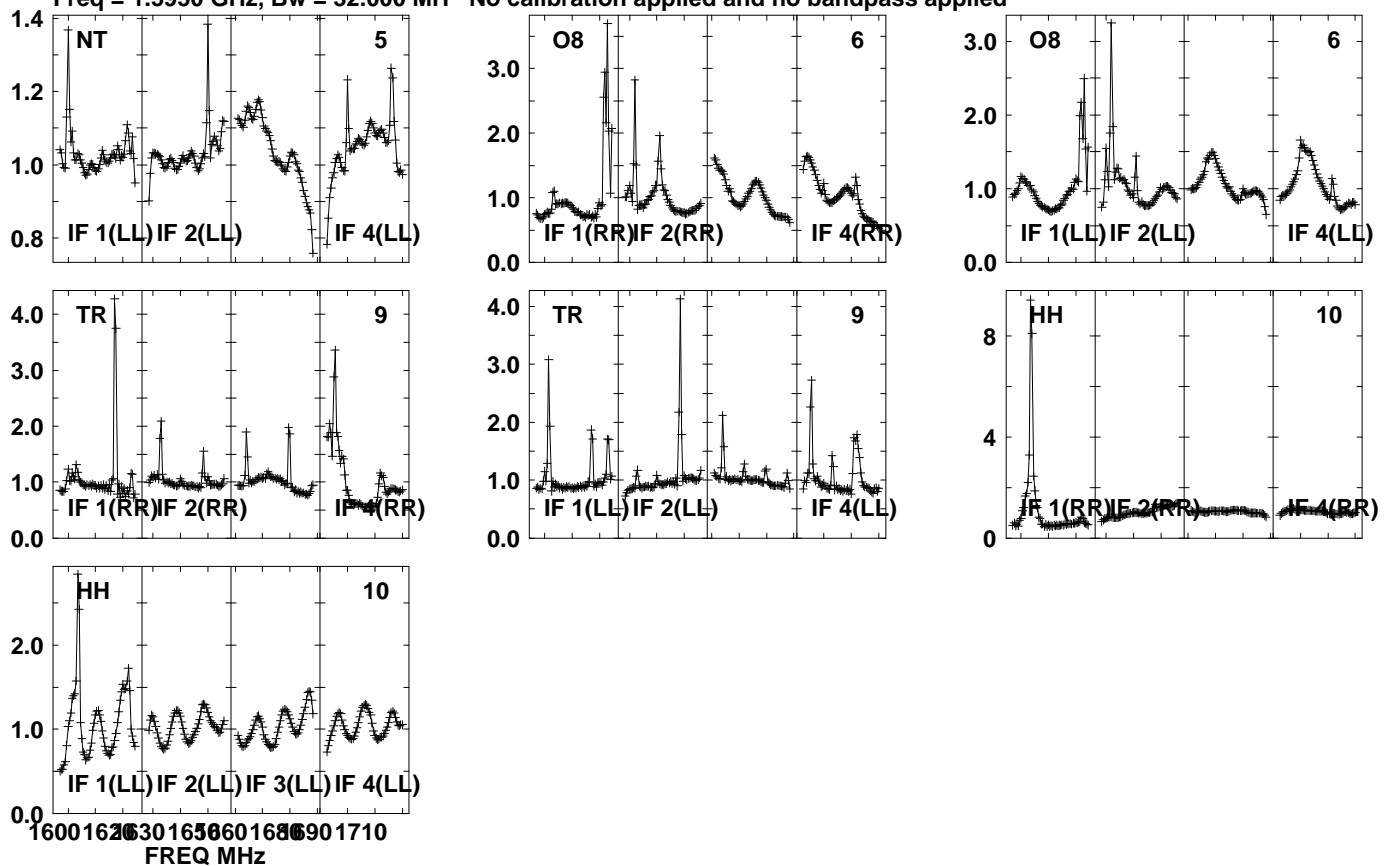 Freq = 1.5950 GHz, Bw = 32.000 MH No calibration applied and no bandpass applied
1.4
1.2
1.0
0.8
NT 5
IF 1(LL) IF 2(LL) IF 4(LL)
3.0
2.0
1.0
0.0
O8 6
IF 1(RR) IF 2(RR) IF 4(RR)
3.0
2.0
1.0
0.0
O8 6
IF 1(LL) IF 2(LL) IF 4(LL)
4.0
3.0
2.0
1.0
0.0
TR 9
IF 1(RR) IF 2(RR) IF 4(RR)
4.0
3.0
2.0
1.0
0.0
TR 9
IF 1(LL) IF 2(LL) IF 4(LL)
8
4
0
HH 10
IF 1(RR) IF 2(RR) IF 4(RR)
2.0
1.0
0.0
HH 10
IF 1(LL) IF 2(LL) IF 3(LL) IF 4(LL)
1600 1620 1630 1650 1660 1680 1690 1710
FREQ MHz